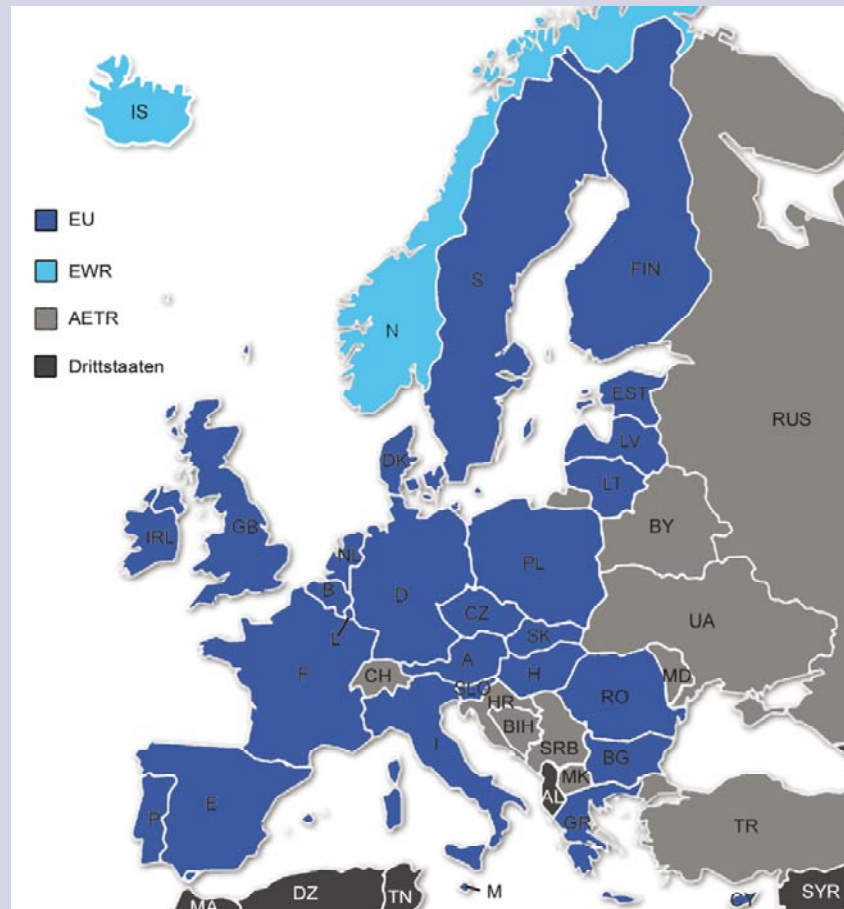 IS
EU
EWR
AETR
Drittstaaten
S
FIN
N
EST
RUS
LV
DK
LT
IRL
GB
BY
NL
PL
B
D
CZ
UA
L
SK
A
H
F
CH
MD
SLO
RO
HR
BIH
I
SRB
BG
MK
AL
P
E
GR
TR
DZ
TN
M
MA
CY
SYR